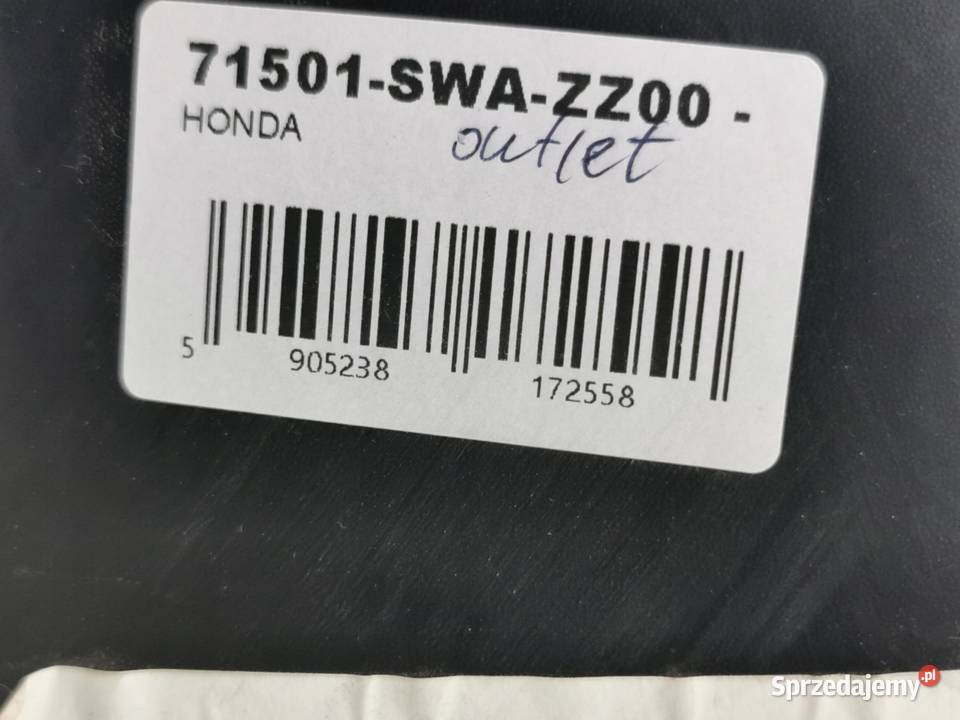 71501-SWA-ZZ00 -
HONDA
outlet
5 905238 172558
Sprzedajemy.pl